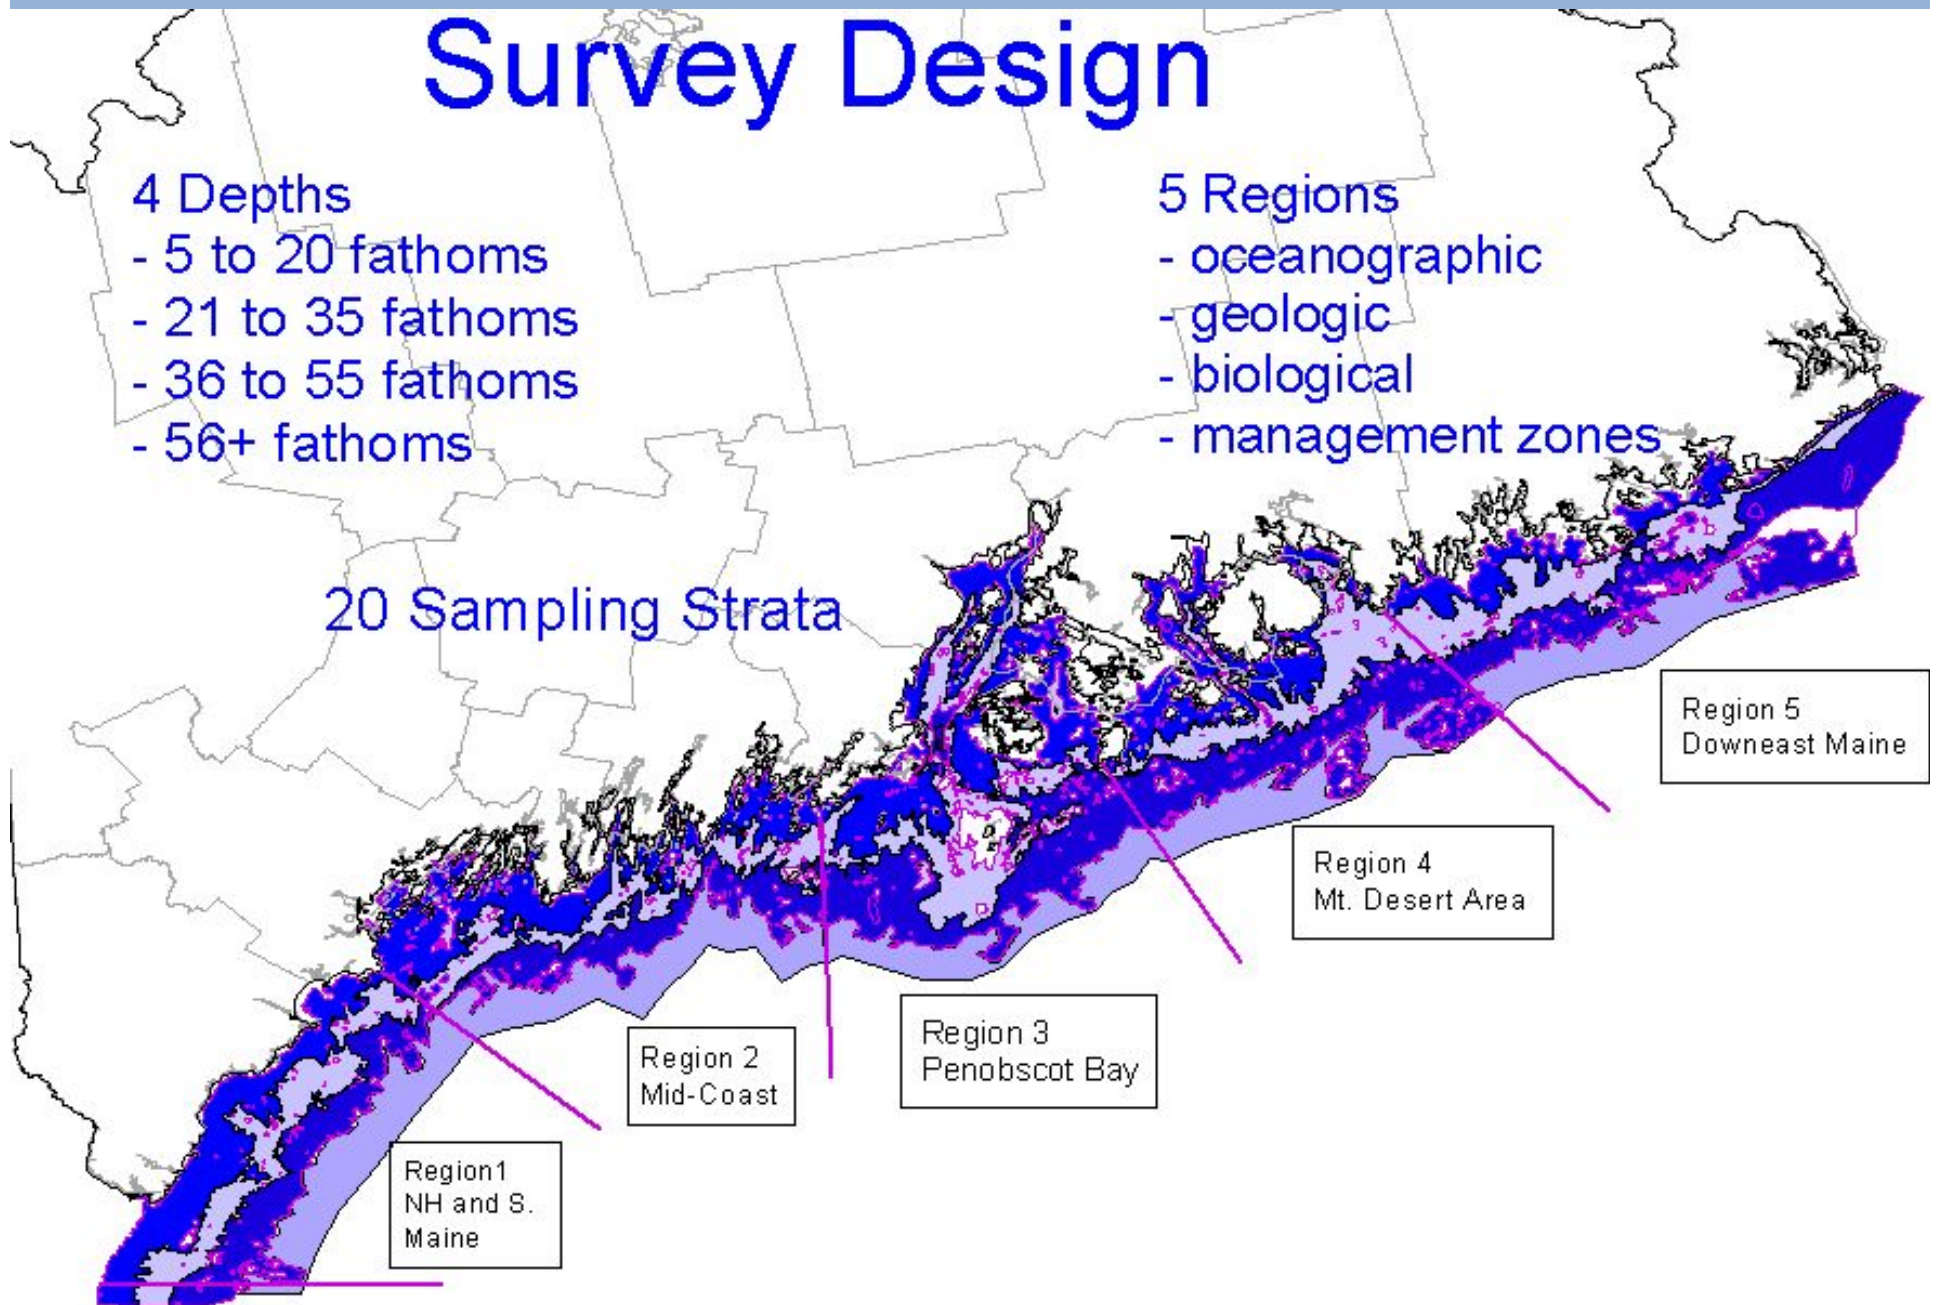 Survey Design
4 Depths
- 5 to 20 fathoms
- 21 to 35 fathoms
- 36 to 55 fathoms
- 56+ fathoms
5 Regions
- oceanographic
- geologic
- biological
- management zones
20 Sampling Strata
Region 5
Downeast Maine
Region 4
Mt. Desert Area
Region 3
Penobscot Bay
Region 2
Mid-Coast
Region1
NH and S.
Maine